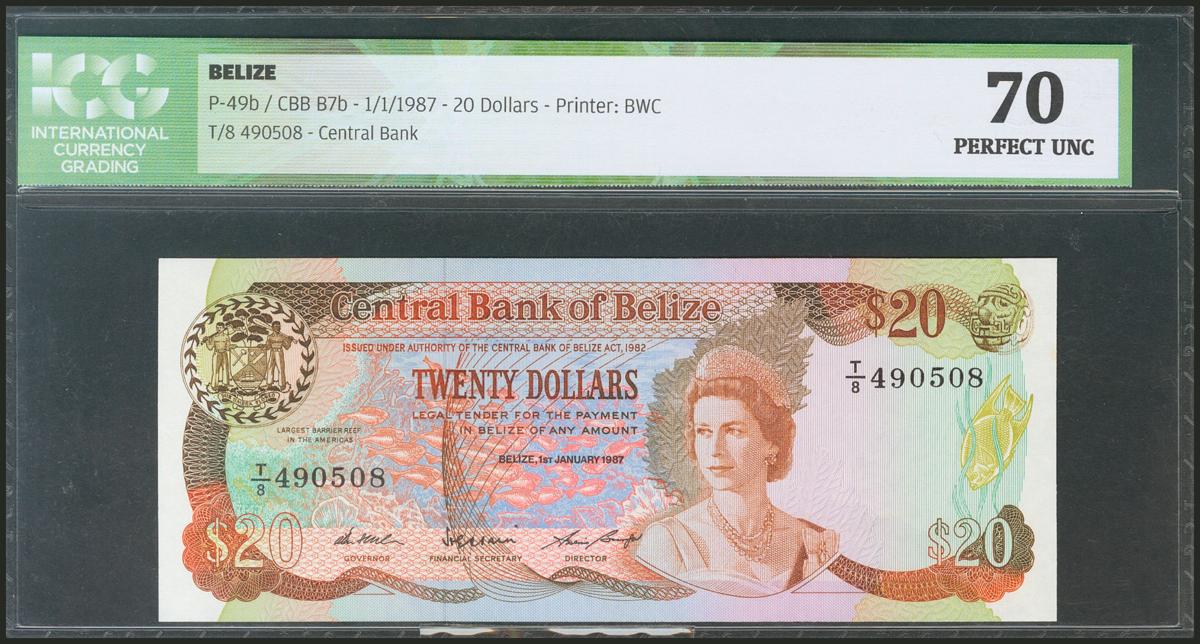 ICG
INTERNATIONAL
CURRENCY
GRADING
BELIZE
P-49b / CBB B7b - 1/1/1987 - 20 Dollars - Printer: BWC
T/8 490508 - Central Bank
70
PERFECT UNC
Central Bank of Belize
$20
ISSUED UNDER AUTHORITY OF THE CENTRAL BANK OF BELIZE ACT, 1982
TWENTY DOLLARS
T/8 490508
LEGAL TENDER FOR THE PAYMENT
IN BELIZE OF ANY AMOUNT
LARGEST BARRIER REEF
IN THE AMERICAS
BELIZE, 1ST JANUARY 1987
T/8 490508
$20
GOVERNOR
FINANCIAL SECRETARY
DIRECTOR
$20